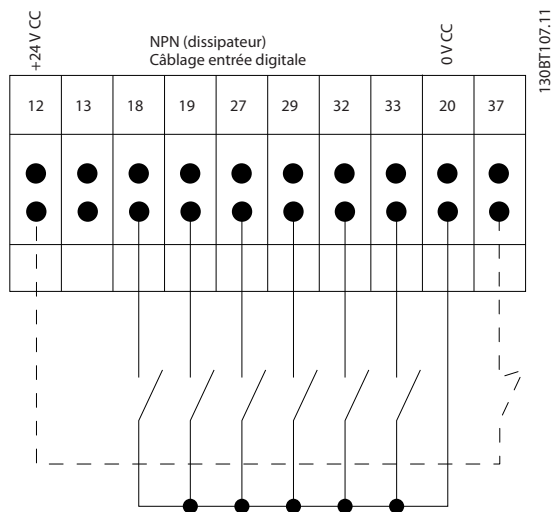 +24 V CC
NPN (dissipateur)
Câblage entrée digitale
0 V CC
130BT107.11
12 13 18 19 27 29 32 33 20 37